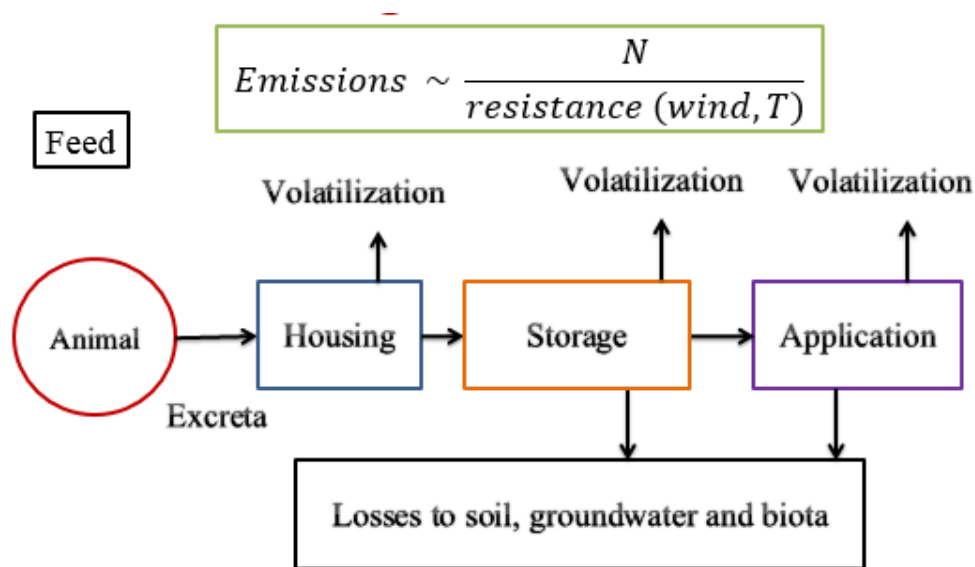 Emissions ~ N / resistance (wind, T)
Feed
Volatilization
Volatilization
Volatilization
Animal
Housing
Storage
Application
Excreta
Losses to soil, groundwater and biota